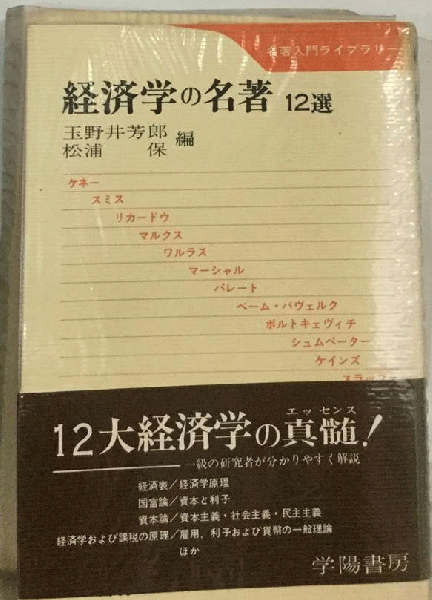 名著入門ライブラリー
経済学の名著 12選
玉野井芳郎
松浦 保 編
ケネー
スミス
リカードウ
マルクス
ワルラス
マーシャル
パレート
ベーム・バヴェルク
ボルトキェヴィチ
シュムペーター
ケインズ
スラッファ
エッセンス
12大経済学の真髄!
一級の研究者が分かりやすく解説
経済表/経済学原理
国富論/資本と利子
資本論/資本主義・社会主義・民主主義
経済学および課税の原理/雇用、利子および貨幣の一般理論
ほか
学陽書房